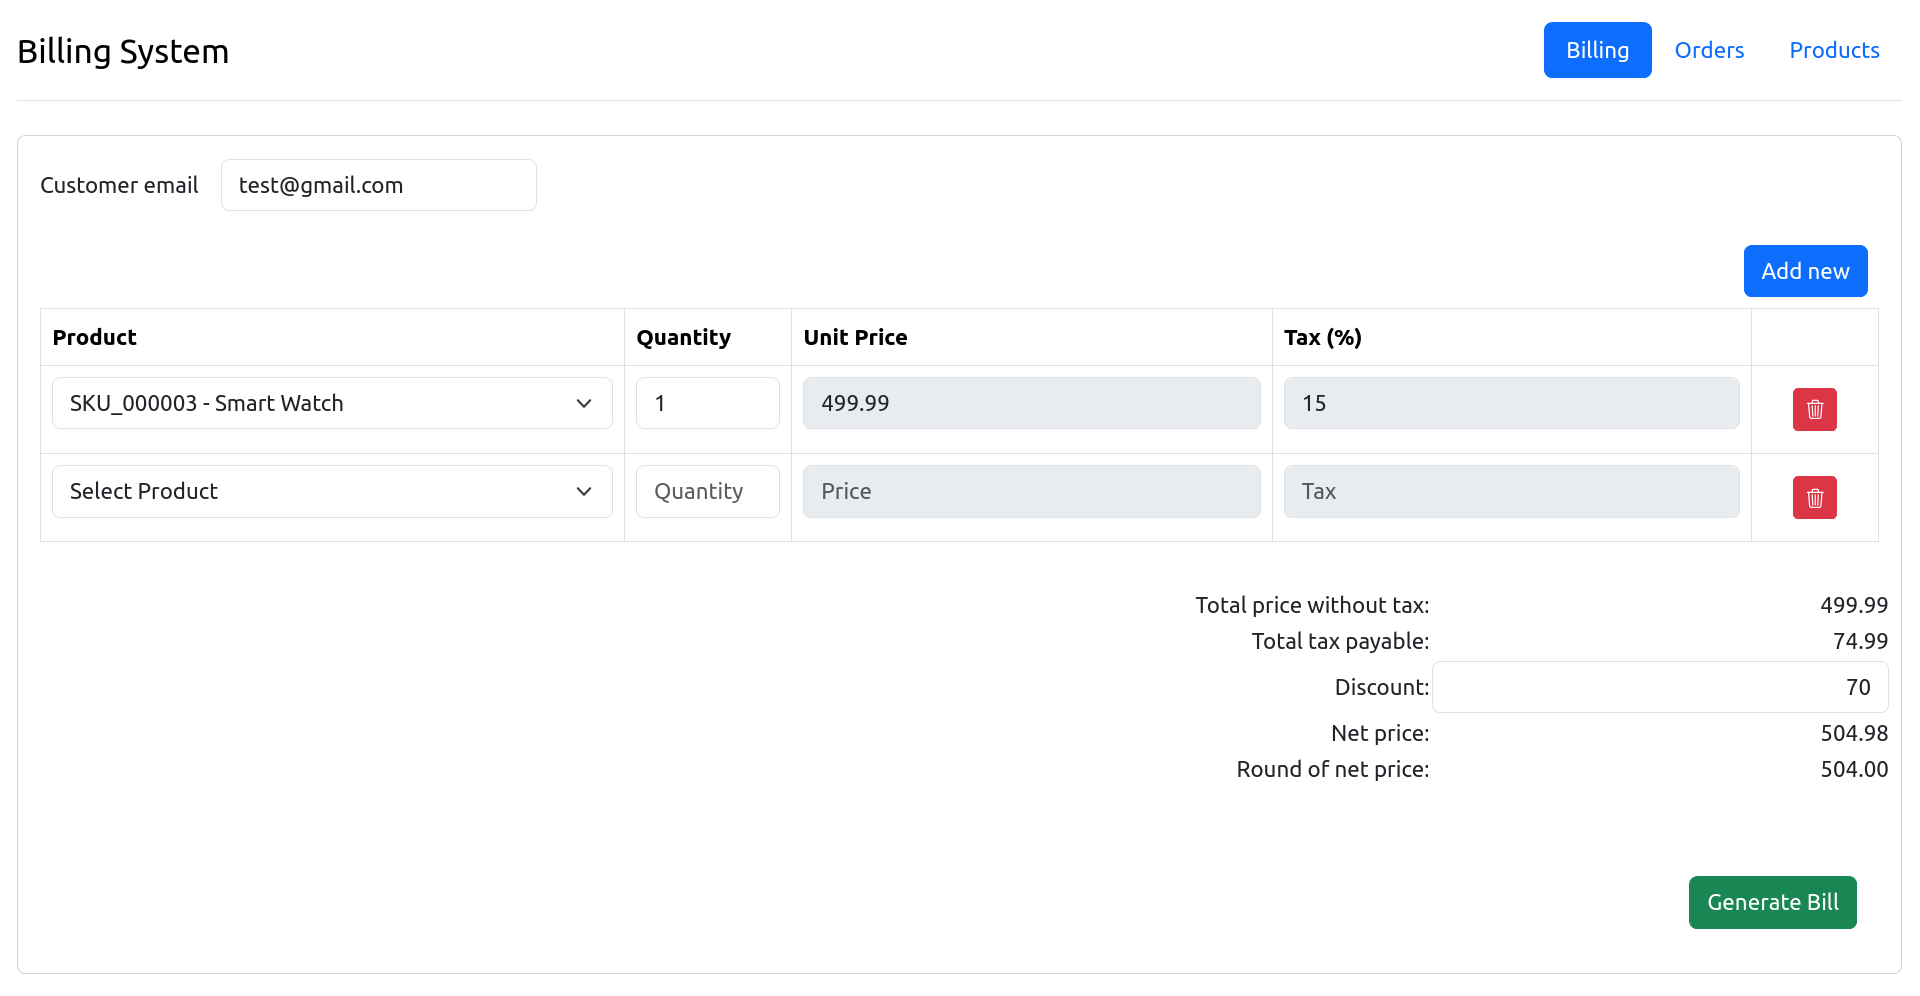 Billing System
Billing Orders Products
Customer email test@gmail.com
Add new
Product Quantity Unit Price Tax (%)
SKU_000003 - Smart Watch 1 499.99 15
Select Product Quantity Price Tax
Total price without tax: 499.99
Total tax payable: 74.99
Discount: 70
Net price: 504.98
Round of net price: 504.00
Generate Bill